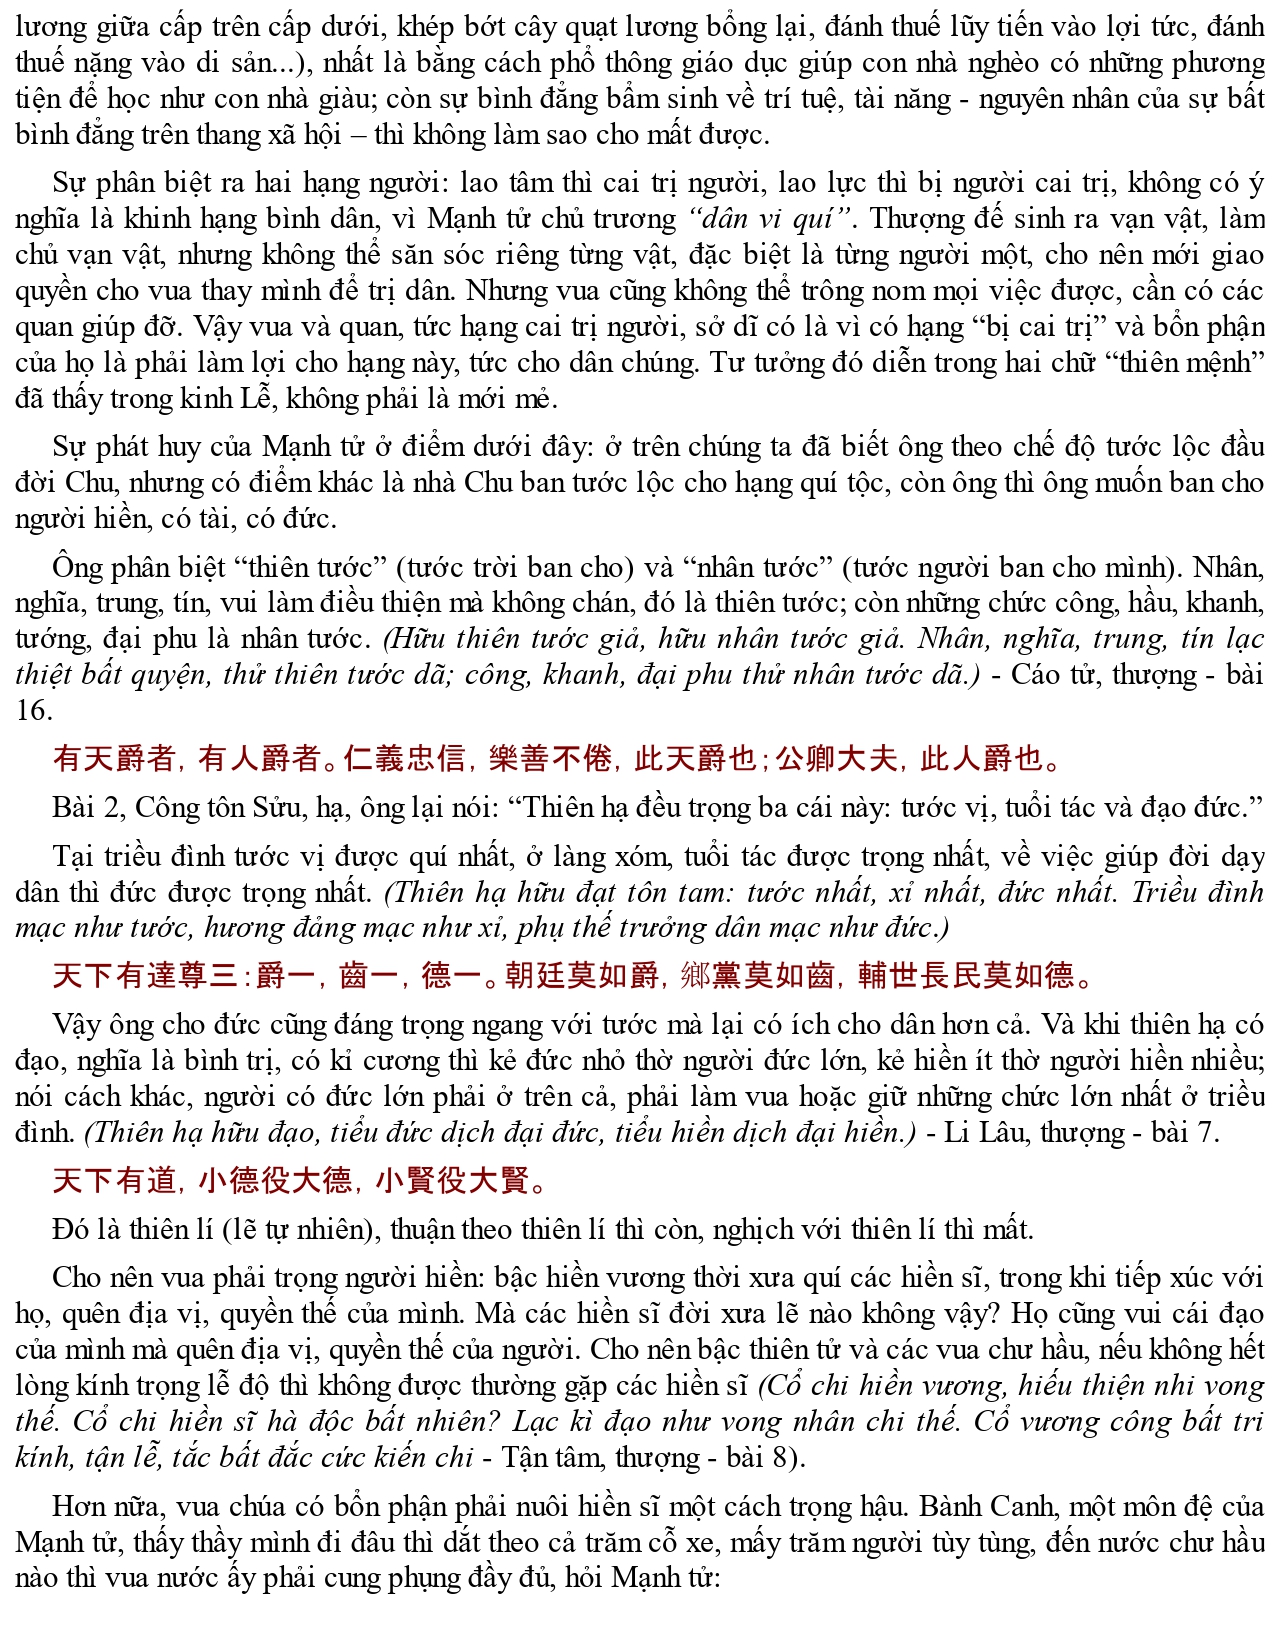 lương giữa cấp trên cấp dưới, khép bớt cây quạt lương bổng lại, đánh thuế lũy tiến vào lợi tức, đánh
thuế nặng vào di sản...), nhất là bằng cách phổ thông giáo dục giúp con nhà nghèo có những phương
tiện để học như con nhà giàu; còn sự bình đẳng bẩm sinh về trí tuệ, tài năng - nguyên nhân của sự bất
bình đẳng trên thang xã hội – thì không làm sao cho mất được.
Sự phân biệt ra hai hạng người: lao tâm thì cai trị người, lao lực thì bị người cai trị, không có ý
nghĩa là khinh hạng bình dân, vì Mạnh tử chủ trương “dân vi quí”. Thượng đế sinh ra vạn vật, làm
chủ vạn vật, nhưng không thể săn sóc riêng từng vật, đặc biệt là từng người một, cho nên mới giao
quyền cho vua thay mình để trị dân. Nhưng vua cũng không thể trông nom mọi việc được, cần có các
quan giúp đỡ. Vậy vua và quan, tức hạng cai trị người, sở dĩ có là vì có hạng “bị cai trị” và bổn phận
của họ là phải làm lợi cho hạng này, tức cho dân chúng. Tư tưởng đó diễn trong hai chữ “thiên mệnh”
đã thấy trong kinh Lễ, không phải là mới mẻ.
Sự phát huy của Mạnh tử ở điểm dưới đây: ở trên chúng ta đã biết ông theo chế độ tước lộc đầu
đời Chu, nhưng có điểm khác là nhà Chu ban tước lộc cho hạng quí tộc, còn ông thì ông muốn ban cho
người hiền, có tài, có đức.
Ông phân biệt “thiên tước” (tước trời ban cho) và “nhân tước” (tước người ban cho mình). Nhân,
nghĩa, trung, tín, vui làm điều thiện mà không chán, đó là thiên tước; còn những chức công, hầu, khanh,
tướng, đại phu là nhân tước. (Hữu thiên tước giả, hữu nhân tước giả. Nhân, nghĩa, trung, tín lạc
thiệt bất quyện, thử thiên tước dã; công, khanh, đại phu thử nhân tước dã.) - Cáo tử, thượng - bài
16.
有天爵者, 有人爵者。仁義忠信, 樂善不倦, 此天爵也;公卿大夫, 此人爵也。
Bài 2, Công tôn Sửu, hạ, ông lại nói: “Thiên hạ đều trọng ba cái này: tước vị, tuổi tác và đạo đức.”
Tại triều đình tước vị được quí nhất, ở làng xóm, tuổi tác được trọng nhất, về việc giúp đời dạy
dân thì đức được trọng nhất. (Thiên hạ hữu đạt tôn tam: tước nhất, xỉ nhất, đức nhất. Triều đình
mạc như tước, hương đảng mạc như xỉ, phụ thế trưởng dân mạc như đức.)
天下有達尊三:爵一, 齒一, 德一。朝廷莫如爵, 鄉黨莫如齒, 輔世長民莫如德。
Vậy ông cho đức cũng đáng trọng ngang với tước mà lại có ích cho dân hơn cả. Và khi thiên hạ có
đạo, nghĩa là bình trị, có kỉ cương thì kẻ đức nhỏ thờ người đức lớn, kẻ hiền ít thờ người hiền nhiều;
nói cách khác, người có đức lớn phải ở trên cả, phải làm vua hoặc giữ những chức lớn nhất ở triều
đình. (Thiên hạ hữu đạo, tiểu đức dịch đại đức, tiểu hiền dịch đại hiền.) - Li Lâu, thượng - bài 7.
天下有道, 小德役大德, 小賢役大賢。
Đó là thiên lí (lẽ tự nhiên), thuận theo thiên lí thì còn, nghịch với thiên lí thì mất.
Cho nên vua phải trọng người hiền: bậc hiền vương thời xưa quí các hiền sĩ, trong khi tiếp xúc với
họ, quên địa vị, quyền thế của mình. Mà các hiền sĩ đời xưa lẽ nào không vậy? Họ cũng vui cái đạo
của mình mà quên địa vị, quyền thế của người. Cho nên bậc thiên tử và các vua chư hầu, nếu không hết
lòng kính trọng lễ độ thì không được thường gặp các hiền sĩ (Cổ chi hiền vương, hiếu thiện nhi vong
thế. Cổ chi hiền sĩ hà độc bất nhiên? Lạc kì đạo như vong nhân chi thế. Cổ vương công bất tri
kính, tận lễ, tắc bất đắc cức kiến chi - Tận tâm, thượng - bài 8).
Hơn nữa, vua chúa có bổn phận phải nuôi hiền sĩ một cách trọng hậu. Bành Canh, một môn đệ của
Mạnh tử, thấy thầy mình đi đâu thì dắt theo cả trăm cỗ xe, mấy trăm người tùy tùng, đến nước chư hầu
nào thì vua nước ấy phải cung phụng đầy đủ, hỏi Mạnh tử: